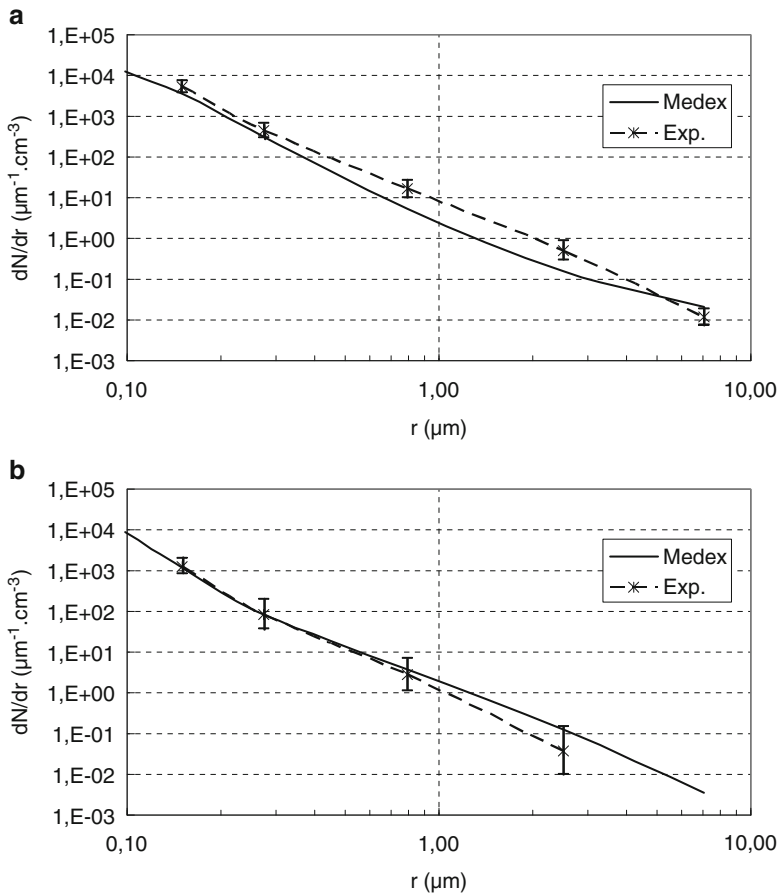 a
1,E+05
1,E+04
1,E+03
1,E+02
1,E+01
1,E+00
1,E-01
1,E-02
1,E-03
dN/dr (µm-1.cm-3)
Medex
Exp.
0,10
1,00
10,00
r (µm)
b
1,E+05
1,E+04
1,E+03
1,E+02
1,E+01
1,E+00
1,E-01
1,E-02
1,E-03
dN/dr (µm-1.cm-3)
Medex
Exp.
0,10
1,00
10,00
r (µm)